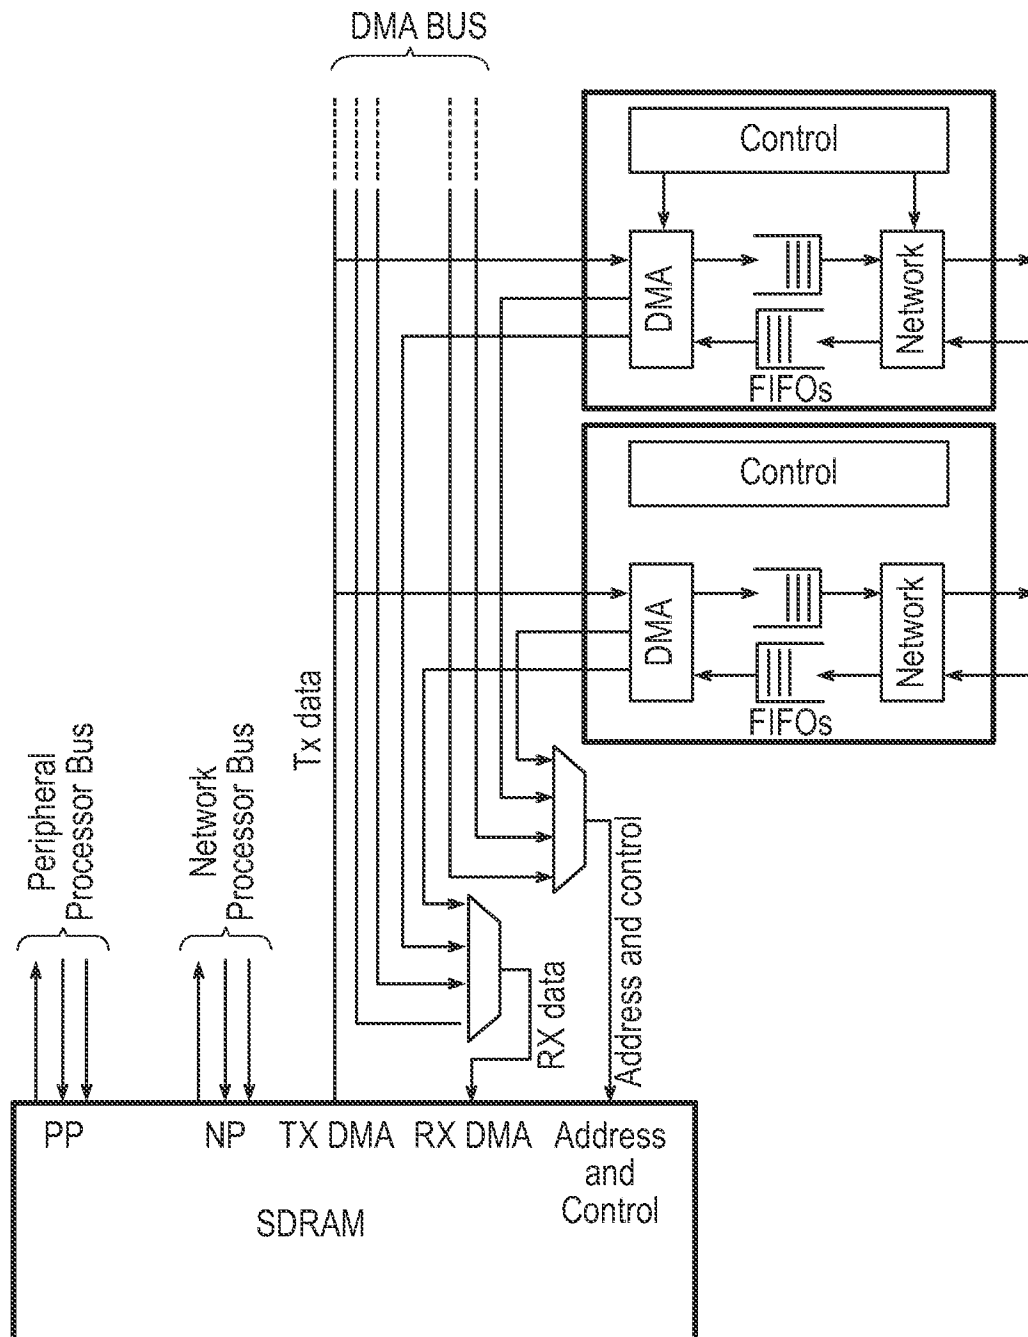 DMA BUS
Control
DMA
Network
FIFOs
Control
DMA
Network
FIFOs
Tx data
Peripheral
Processor Bus
Network
Processor Bus
Address and control
RX data
PP
NP
TX DMA
RX DMA
Address
and
Control
SDRAM